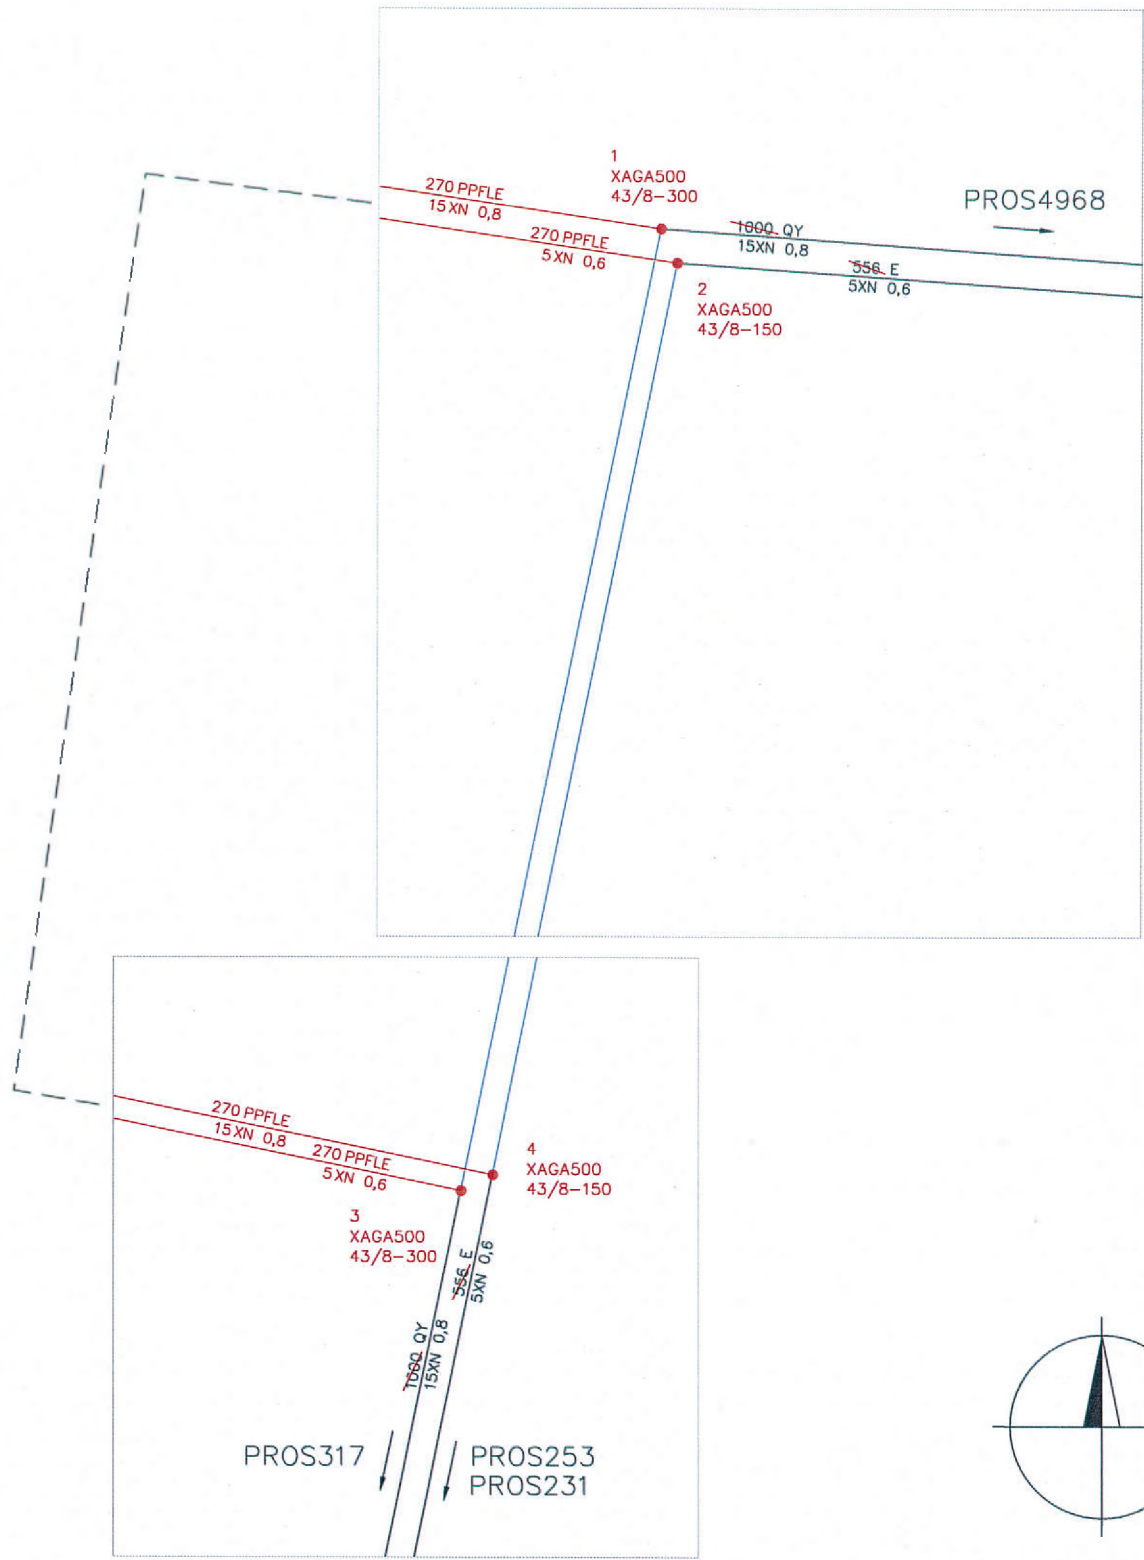 1
XAGA500
43/8-300
PROS4968
270 PPFLE
15XN 0,8
1000 QY
15XN 0,8
270 PPFLE
5XN 0,6
556 E
5XN 0,6
2
XAGA500
43/8-150
270 PPFLE
15XN 0,8
270 PPFLE
5XN 0,6
4
XAGA500
43/8-150
3
XAGA500
43/8-300
556 E
5XN 0,6
1000 QY
15XN 0,8
PROS317
PROS253
PROS231